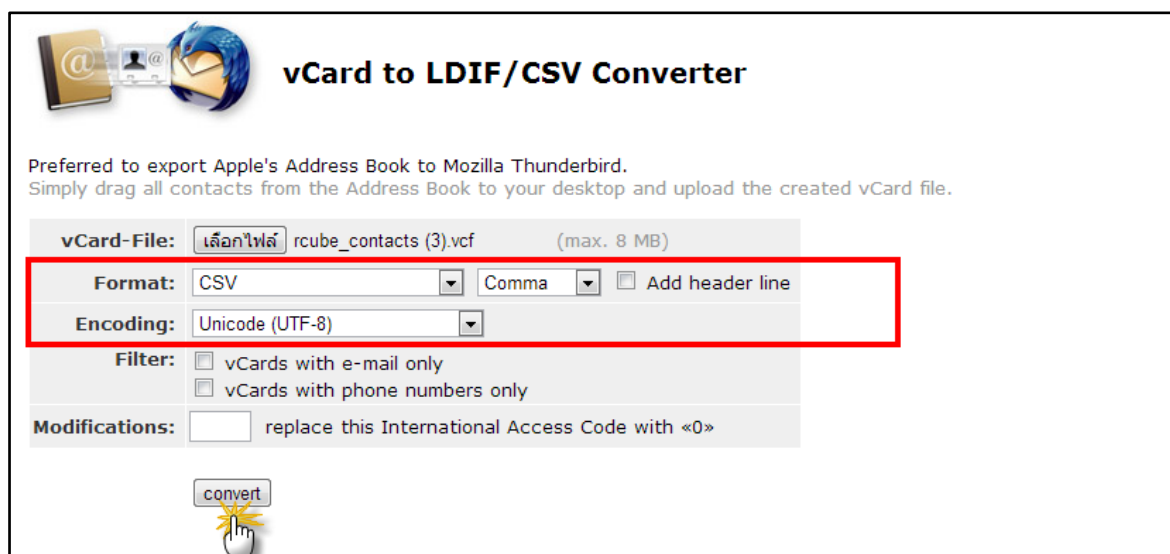 vCard to LDIF/CSV Converter
Preferred to export Apple's Address Book to Mozilla Thunderbird.
Simply drag all contacts from the Address Book to your desktop and upload the created vCard file.
vCard-File: เลือกไฟล์ rcube_contacts (3).vcf (max. 8 MB)
Format: CSV Comma Add header line
Encoding: Unicode (UTF-8)
Filter: vCards with e-mail only
vCards with phone numbers only
Modifications: replace this International Access Code with «0»
convert